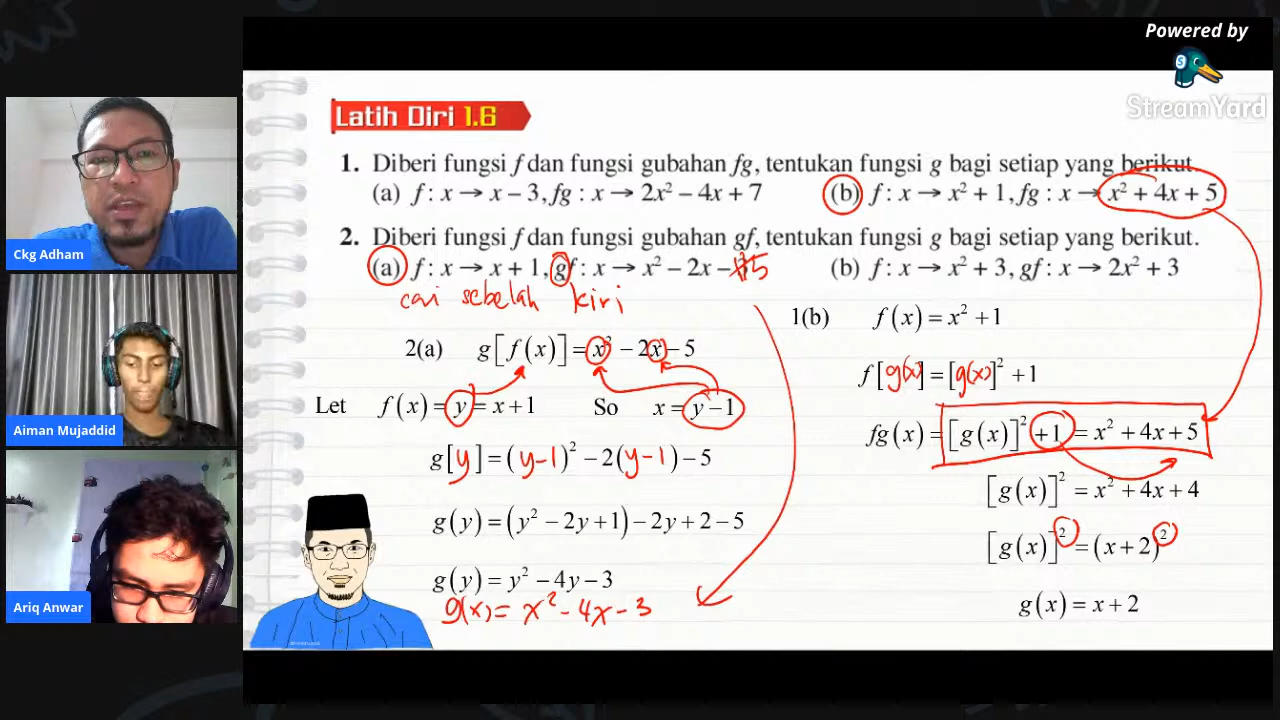 Powered by
StreamYard
Latih Diri 1.6
1. Diberi fungsi f dan fungsi gubahan fg, tentukan fungsi g bagi setiap yang berikut.
(a) f : x → x − 3, fg : x → 2x² − 4x + 7 (b) f : x → x² + 1, fg : x → x² + 4x + 5
2. Diberi fungsi f dan fungsi gubahan gf, tentukan fungsi g bagi setiap yang berikut.
(a) f : x → x + 1, gf : x → x² − 2x − 5 (b) f : x → x² + 3, gf : x → 2x² + 3
cari sebelah kiri
2(a) g[f(x)] = x² − 2x − 5
Let f(x) = y = x + 1 So x = y − 1
g[y] = (y−1)² − 2(y−1) − 5
g(y) = (y² − 2y + 1) − 2y + 2 − 5
g(y) = y² − 4y − 3
g(x) = x² − 4x − 3
1(b) f(x) = x² + 1
f[g(x)] = [g(x)]² + 1
fg(x) = [g(x)]² + 1 = x² + 4x + 5
[g(x)]² = x² + 4x + 4
[g(x)]² = (x + 2)²
g(x) = x + 2
Ckg Adham
Aiman Mujaddid
Ariq Anwar